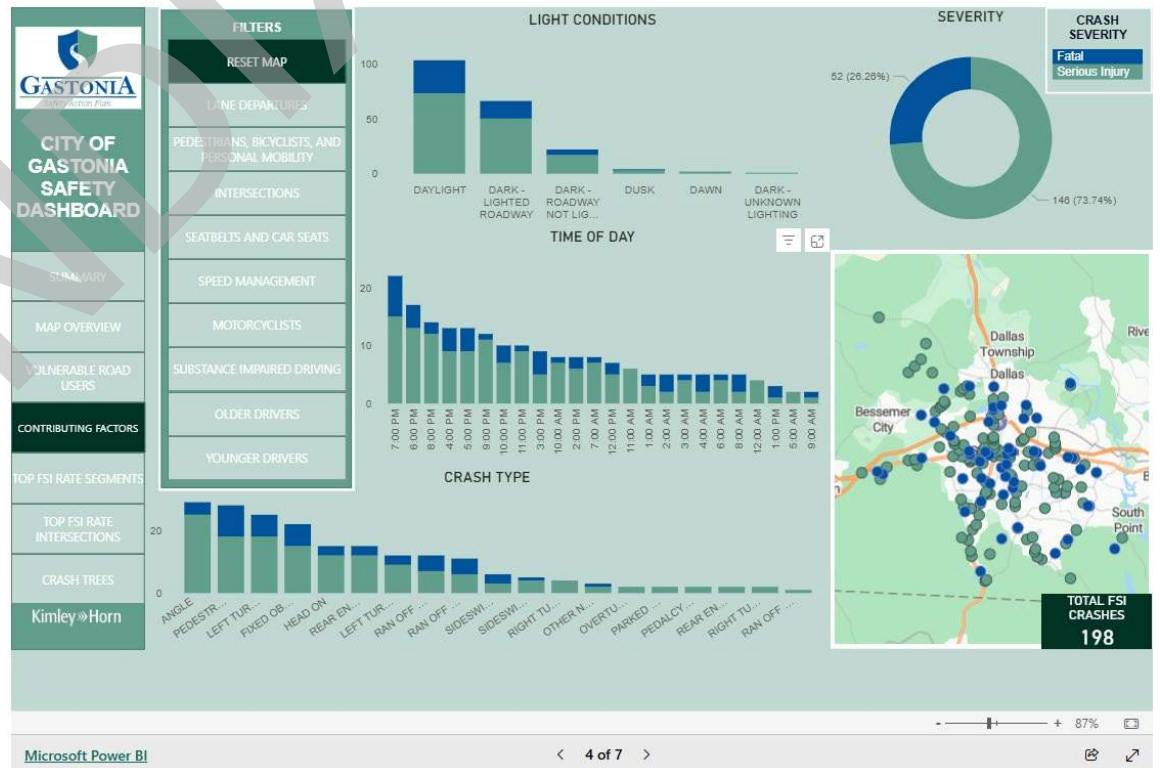 GASTONIA
Safety Action Plan
CITY OF
GASTONIA
SAFETY
DASHBOARD
SUMMARY
MAP OVERVIEW
VULNERABLE ROAD
USERS
CONTRIBUTING FACTORS
TOP FSI RATE SEGMENTS
TOP FSI RATE
INTERSECTIONS
CRASH TREES
Kimley»Horn
FILTERS
RESET MAP
LANE DEPARTURES
PEDESTRIANS, BICYCLISTS, AND
PERSONAL MOBILITY
INTERSECTIONS
SEATBELTS AND CAR SEATS
SPEED MANAGEMENT
MOTORCYCLISTS
SUBSTANCE IMPAIRED DRIVING
OLDER DRIVERS
YOUNGER DRIVERS
LIGHT CONDITIONS
100
50
0
DAYLIGHT
DARK -
LIGHTED
ROADWAY
DARK -
ROADWAY
NOT LIG...
DUSK
DAWN
DARK -
UNKNOWN
LIGHTING
TIME OF DAY
20
10
0
7:00 PM
6:00 PM
8:00 PM
4:00 PM
5:00 PM
9:00 PM
10:00 PM
11:00 PM
3:00 PM
10:00 AM
2:00 PM
7:00 AM
12:00 PM
11:00 AM
1:00 AM
2:00 AM
3:00 AM
4:00 AM
6:00 AM
8:00 AM
12:00 AM
1:00 PM
5:00 AM
9:00 AM
CRASH TYPE
20
0
ANGLE
PEDESTR...
LEFT TUR...
FIXED OB...
HEAD ON
REAR EN...
LEFT TUR...
RAN OFF ...
RAN OFF ...
SIDESWI...
SIDESWI...
RIGHT TU...
OTHER N...
OVERTU...
PARKED ...
PEDALCY...
REAR EN...
RIGHT TU...
RAN OFF ...
SEVERITY
52 (26.26%)
146 (73.74%)
CRASH
SEVERITY
Fatal
Serious Injury
Dallas
Township
Dallas
Rive
Bessemer
City
South
Point
TOTAL FSI
CRASHES
198
- + 87%
Microsoft Power BI
< 4 of 7 >